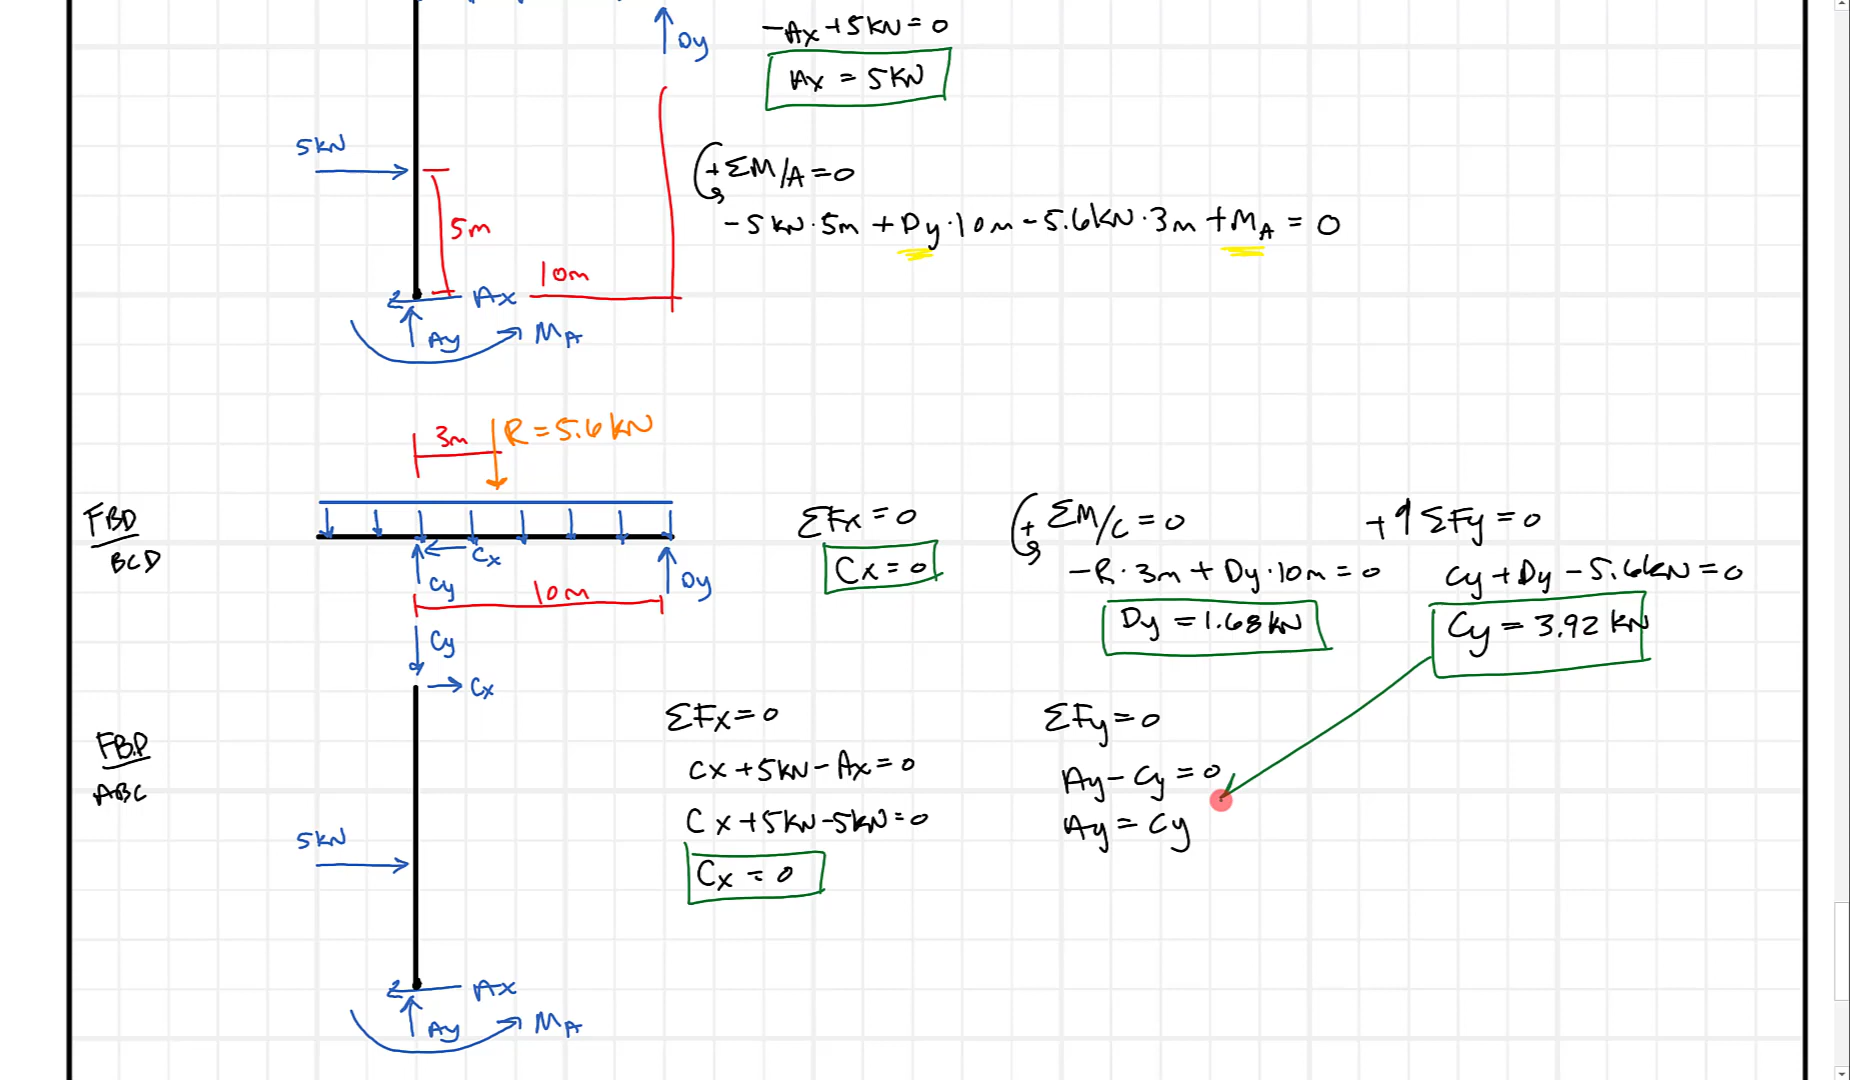 Dy
-Ax+5kN=0
Ax = 5kN
5kN
+ΣM/A=0
5m
-5kN·5m + Dy·10m - 5.6kN·3m + MA = 0
10m
Ax
Ay
MA
3m
R = 5.6kN
FBD
BCD
Cx
Cy
10m
Dy
ΣFx = 0
Cx = 0
+ΣM/C = 0
-R·3m + Dy·10m = 0
Dy = 1.68kN
+↑ΣFy = 0
Cy + Dy - 5.6kN = 0
Cy = 3.92 kN
Cy
Cx
FBD
ABC
5kN
Ax
Ay
MA
ΣFx = 0
Cx + 5kN - Ax = 0
Cx + 5kN - 5kN = 0
Cx = 0
ΣFy = 0
Ay - Cy = 0
Ay = Cy